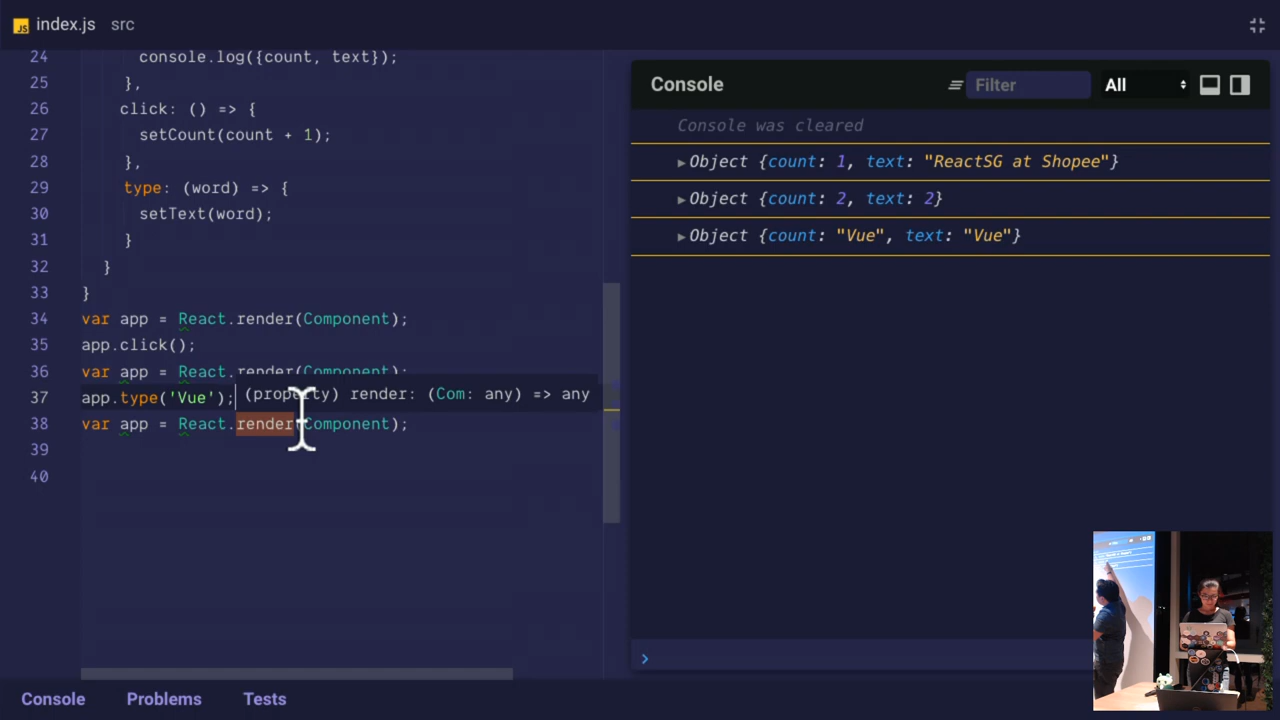 index.js src
24 console.log({count, text});
25 },
26 click: () => {
27 setCount(count + 1);
28 },
29 type: (word) => {
30 setText(word);
31 }
32 }
33 }
34 var app = React.render(Component);
35 app.click();
36 var app = React.render(Component);
37 app.type('Vue'); (property) render: (Com: any) => any
38 var app = React.render(Component);
39
40
Console Filter All
Console was cleared
▶Object {count: 1, text: "ReactSG at Shopee"}
▶Object {count: 2, text: 2}
▶Object {count: "Vue", text: "Vue"}
>
Console Problems Tests